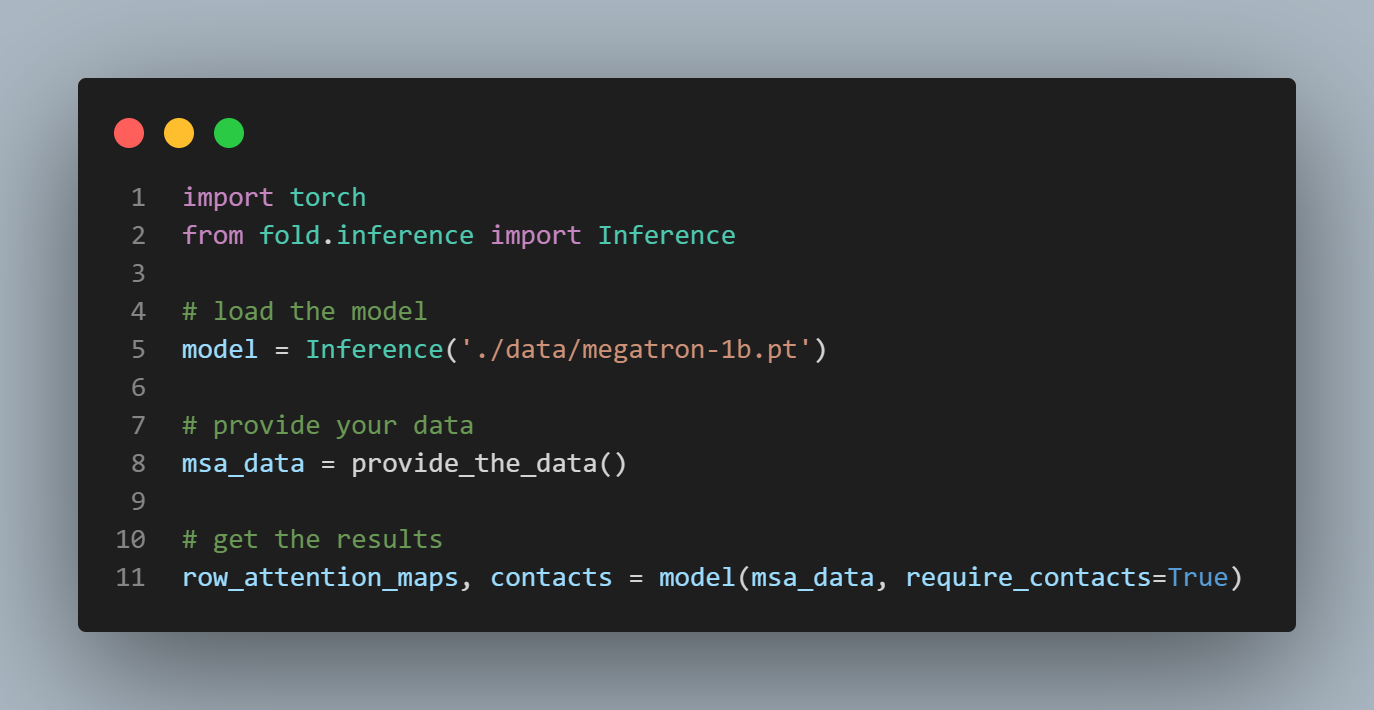 1 import torch
2 from fold.inference import Inference
3
4 # load the model
5 model = Inference('./data/megatron-1b.pt')
6
7 # provide your data
8 msa_data = provide_the_data()
9
10 # get the results
11 row_attention_maps, contacts = model(msa_data, require_contacts=True)